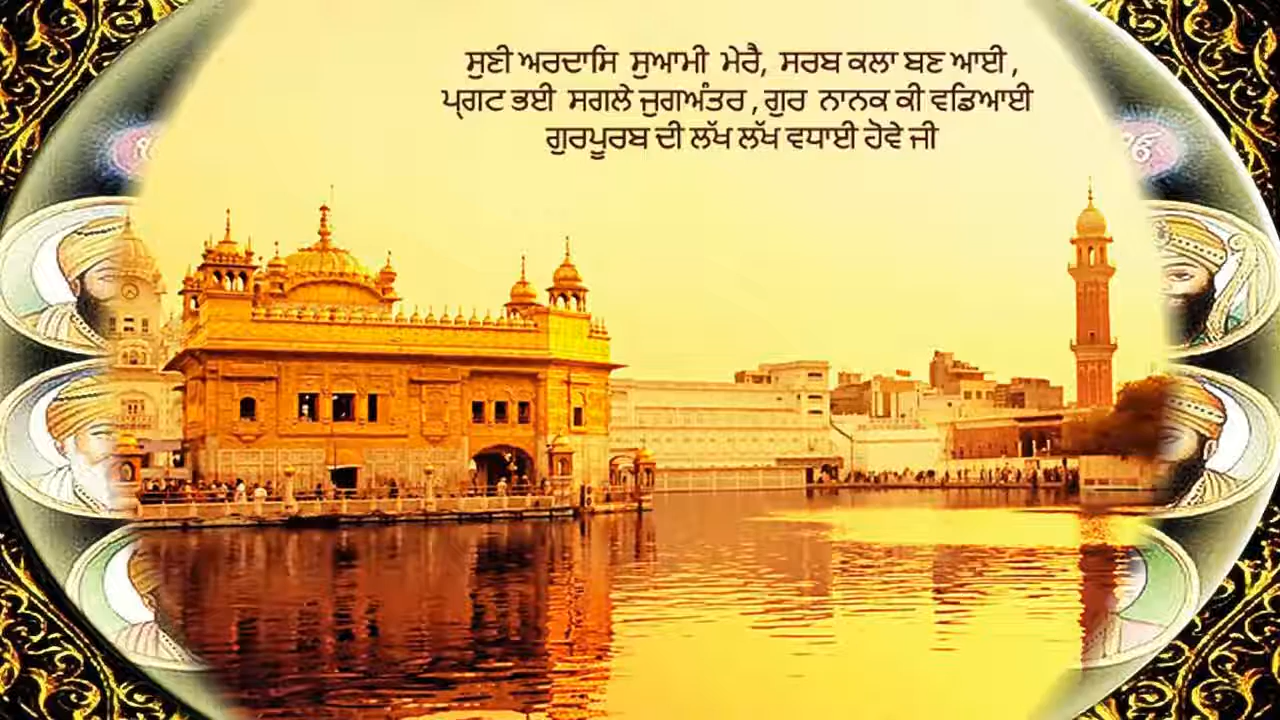 ਸੁਣੀ ਅਰਦਾਸਿ ਸੁਆਮੀ ਮੇਰੈ, ਸਰਬ ਕਲਾ ਬਣ ਆਈ ,
ਪ੍ਰਗਟ ਭਈ ਸਗਲੇ ਜੁਗਅੰਤਰ , ਗੁਰ ਨਾਨਕ ਕੀ ਵਡਿਆਈ
ਗੁਰਪੂਰਬ ਦੀ ਲੱਖ ਲੱਖ ਵਧਾਈ ਹੋਵੇ ਜੀ